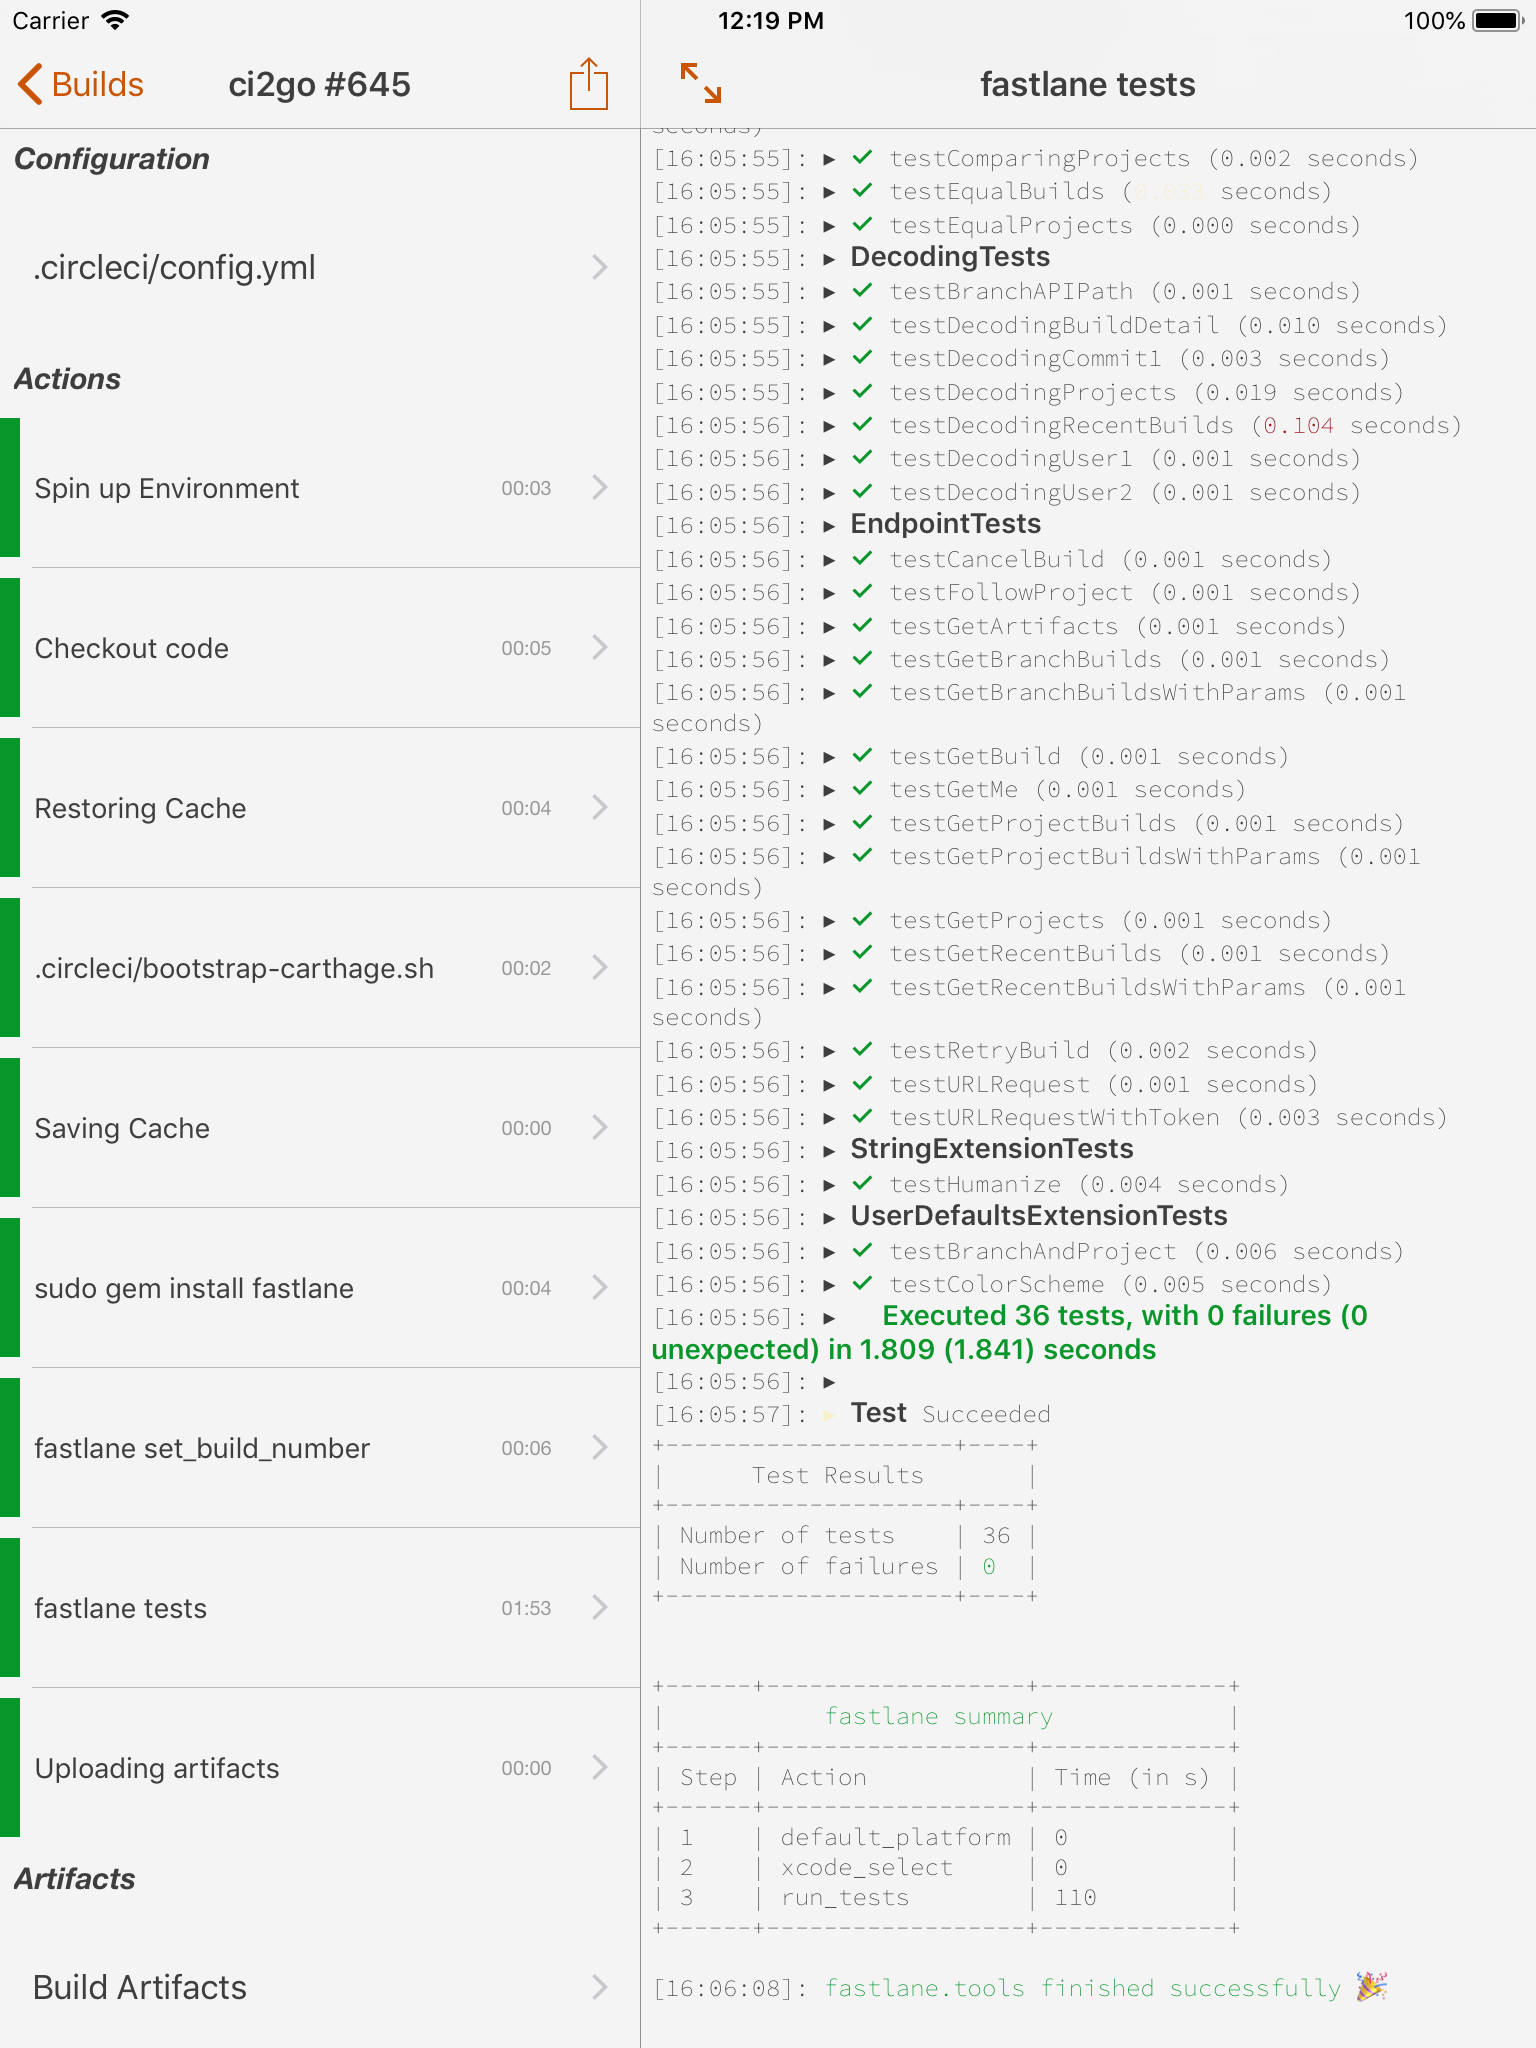 Carrier
12:19 PM
100%
Builds
ci2go #645
Configuration
.circleci/config.yml
Actions
Spin up Environment 00:03
Checkout code 00:05
Restoring Cache 00:04
.circleci/bootstrap-carthage.sh 00:02
Saving Cache 00:00
sudo gem install fastlane 00:04
fastlane set_build_number 00:06
fastlane tests 01:53
Uploading artifacts 00:00
Artifacts
Build Artifacts
fastlane tests
seconds)
[16:05:55]: ▸ ✓ testComparingProjects (0.002 seconds)
[16:05:55]: ▸ ✓ testEqualBuilds (0.033 seconds)
[16:05:55]: ▸ ✓ testEqualProjects (0.000 seconds)
[16:05:55]: ▸ DecodingTests
[16:05:55]: ▸ ✓ testBranchAPIPath (0.001 seconds)
[16:05:55]: ▸ ✓ testDecodingBuildDetail (0.010 seconds)
[16:05:55]: ▸ ✓ testDecodingCommit1 (0.003 seconds)
[16:05:55]: ▸ ✓ testDecodingProjects (0.019 seconds)
[16:05:56]: ▸ ✓ testDecodingRecentBuilds (0.104 seconds)
[16:05:56]: ▸ ✓ testDecodingUser1 (0.001 seconds)
[16:05:56]: ▸ ✓ testDecodingUser2 (0.001 seconds)
[16:05:56]: ▸ EndpointTests
[16:05:56]: ▸ ✓ testCancelBuild (0.001 seconds)
[16:05:56]: ▸ ✓ testFollowProject (0.001 seconds)
[16:05:56]: ▸ ✓ testGetArtifacts (0.001 seconds)
[16:05:56]: ▸ ✓ testGetBranchBuilds (0.001 seconds)
[16:05:56]: ▸ ✓ testGetBranchBuildsWithParams (0.001
seconds)
[16:05:56]: ▸ ✓ testGetBuild (0.001 seconds)
[16:05:56]: ▸ ✓ testGetMe (0.001 seconds)
[16:05:56]: ▸ ✓ testGetProjectBuilds (0.001 seconds)
[16:05:56]: ▸ ✓ testGetProjectBuildsWithParams (0.001
seconds)
[16:05:56]: ▸ ✓ testGetProjects (0.001 seconds)
[16:05:56]: ▸ ✓ testGetRecentBuilds (0.001 seconds)
[16:05:56]: ▸ ✓ testGetRecentBuildsWithParams (0.001
seconds)
[16:05:56]: ▸ ✓ testRetryBuild (0.002 seconds)
[16:05:56]: ▸ ✓ testURLRequest (0.001 seconds)
[16:05:56]: ▸ ✓ testURLRequestWithToken (0.003 seconds)
[16:05:56]: ▸ StringExtensionTests
[16:05:56]: ▸ ✓ testHumanize (0.004 seconds)
[16:05:56]: ▸ UserDefaultsExtensionTests
[16:05:56]: ▸ ✓ testBranchAndProject (0.006 seconds)
[16:05:56]: ▸ ✓ testColorScheme (0.005 seconds)
[16:05:56]: ▸ Executed 36 tests, with 0 failures (0
unexpected) in 1.809 (1.841) seconds
[16:05:56]: ▸
[16:05:57]: ▸ Test Succeeded
+--------------------+----+
| Test Results |
+--------------------+----+
| Number of tests | 36 |
| Number of failures | 0 |
+--------------------+----+
+------+------------------+-------------+
| fastlane summary |
+------+------------------+-------------+
| Step | Action | Time (in s) |
+------+------------------+-------------+
| 1 | default_platform | 0 |
| 2 | xcode_select | 0 |
| 3 | run_tests | 110 |
+------+------------------+-------------+
[16:06:08]: fastlane.tools finished successfully 🎉